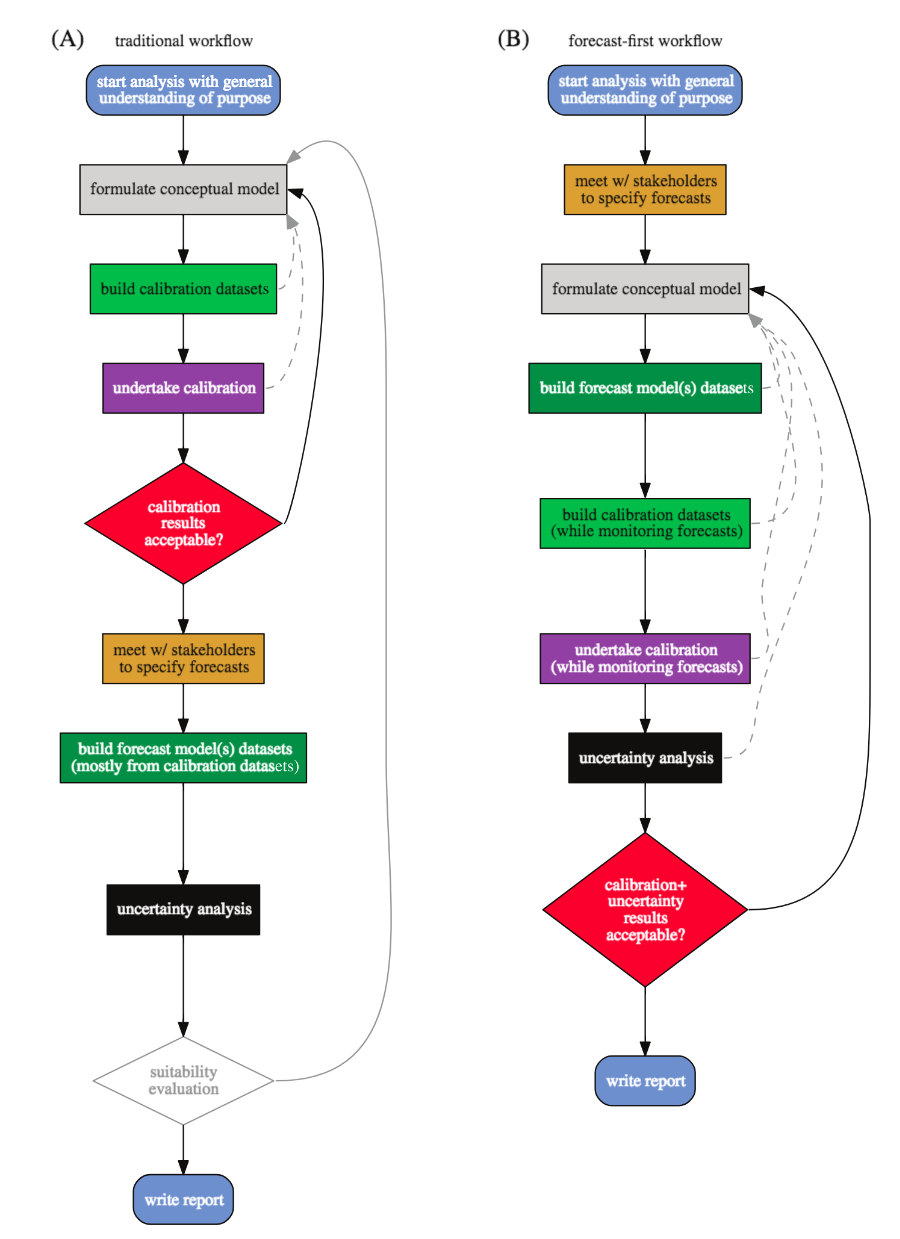 (A)
traditional workflow
start analysis with general
understanding of purpose
formulate conceptual model
build calibration datasets
undertake calibration
calibration
results
acceptable?
meet w/ stakeholders
to specify forecasts
build forecast model(s) datasets
(mostly from calibration datasets)
uncertainty analysis
suitability
evaluation
write report
(B)
forecast-first workflow
start analysis with general
understanding of purpose
meet w/ stakeholders
to specify forecasts
formulate conceptual model
build forecast model(s) datasets
build calibration datasets
(while monitoring forecasts)
undertake calibration
(while monitoring forecasts)
uncertainty analysis
calibration+
uncertainty
results
acceptable?
write report